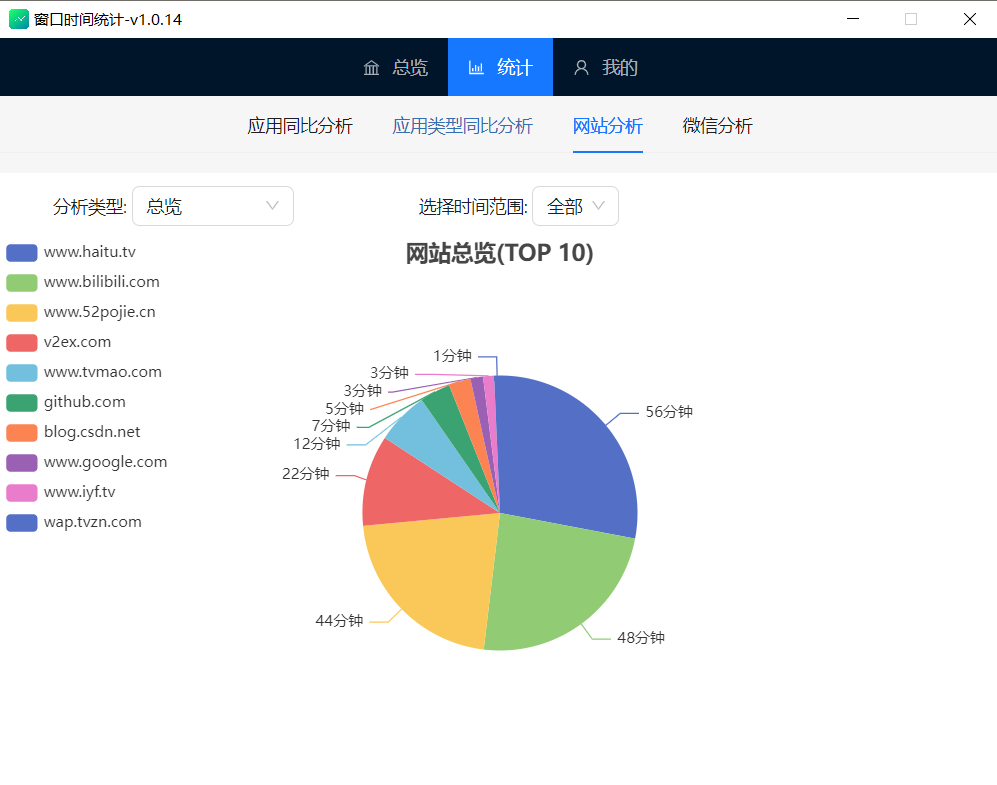 窗口时间统计-v1.0.14
总览 统计 我的
应用同比分析 应用类型同比分析 网站分析 微信分析
分析类型: 总览 选择时间范围: 全部
网站总览(TOP 10)
www.haitu.tv
www.bilibili.com
www.52pojie.cn
v2ex.com
www.tvmao.com
github.com
blog.csdn.net
www.google.com
www.iyf.tv
wap.tvzn.com
1分钟
3分钟
3分钟
5分钟
7分钟
12分钟
22分钟
44分钟
56分钟
48分钟